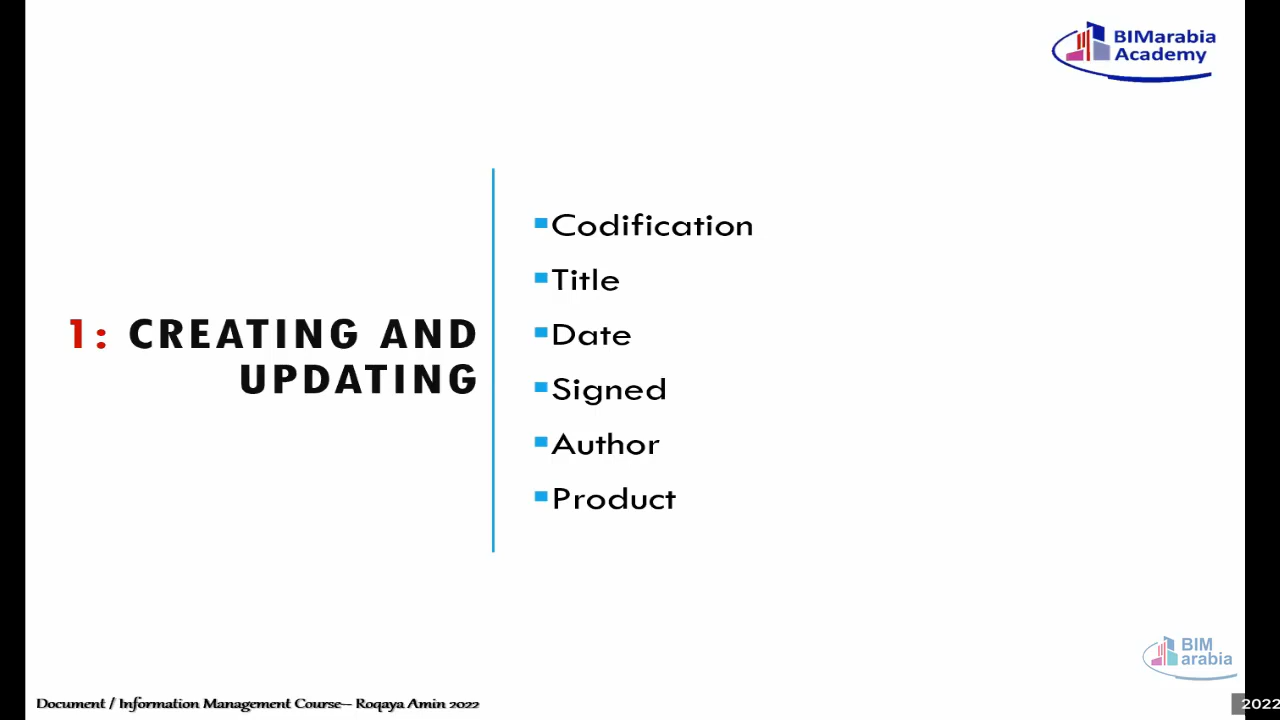 BIMarabia
Academy
1: CREATING AND
UPDATING
Codification
Title
Date
Signed
Author
Product
BIM
arabia
Document / Information Management Course-- Roqaya Amin 2022
2022